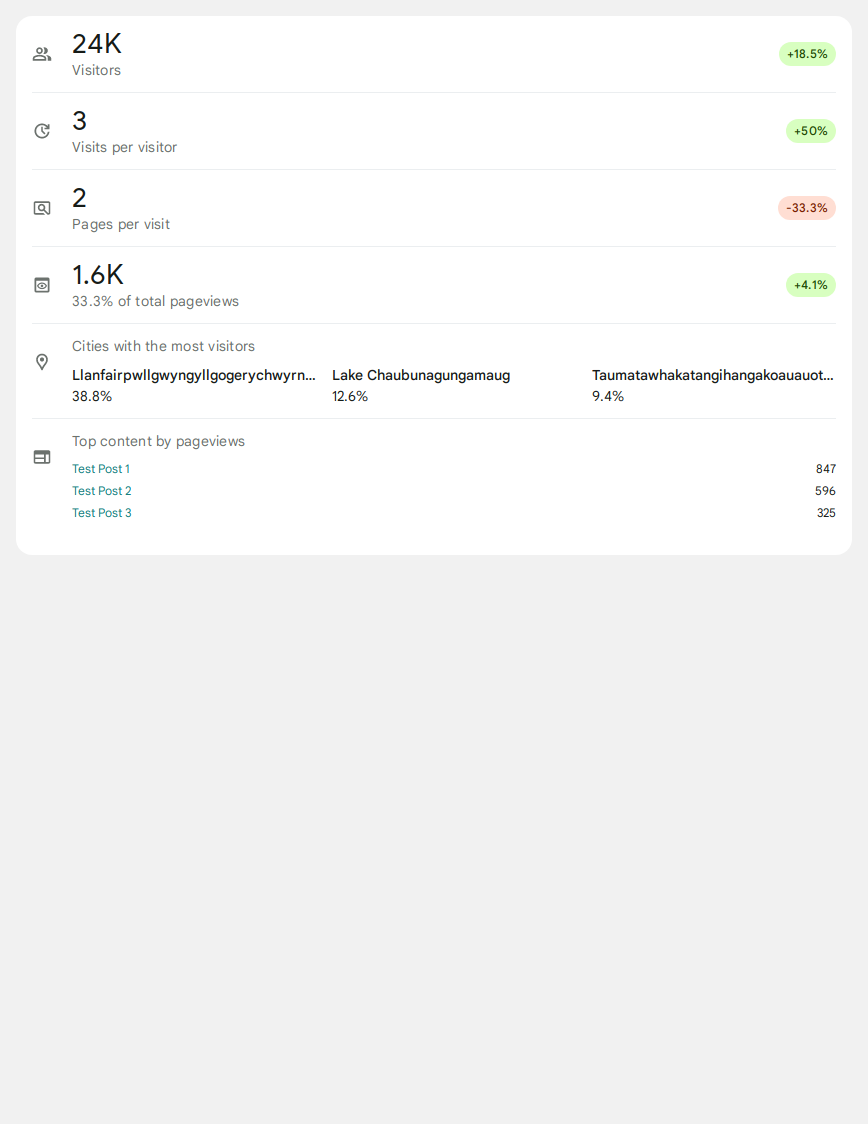 24K
Visitors
+18.5%
3
Visits per visitor
+50%
2
Pages per visit
-33.3%
1.6K
33.3% of total pageviews
+4.1%
Cities with the most visitors
Llanfairpwllgwyngyllgogerychwyrn... Lake Chaubunagungamaug Taumatawhakatangihangakoauauot...
38.8% 12.6% 9.4%
Top content by pageviews
Test Post 1 847
Test Post 2 596
Test Post 3 325